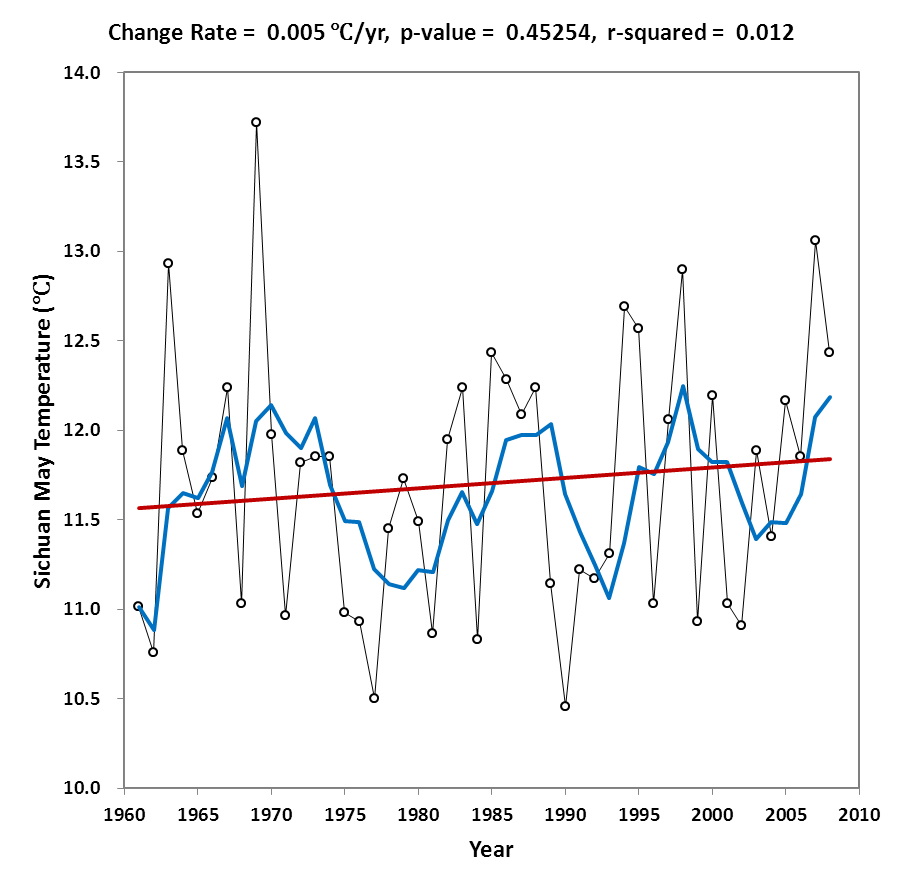 Change Rate = 0.005 ℃/yr, p-value = 0.45254, r-squared = 0.012
Sichuan May Temperature (℃)
14.0
13.5
13.0
12.5
12.0
11.5
11.0
10.5
10.0
1960 1965 1970 1975 1980 1985 1990 1995 2000 2005 2010
Year